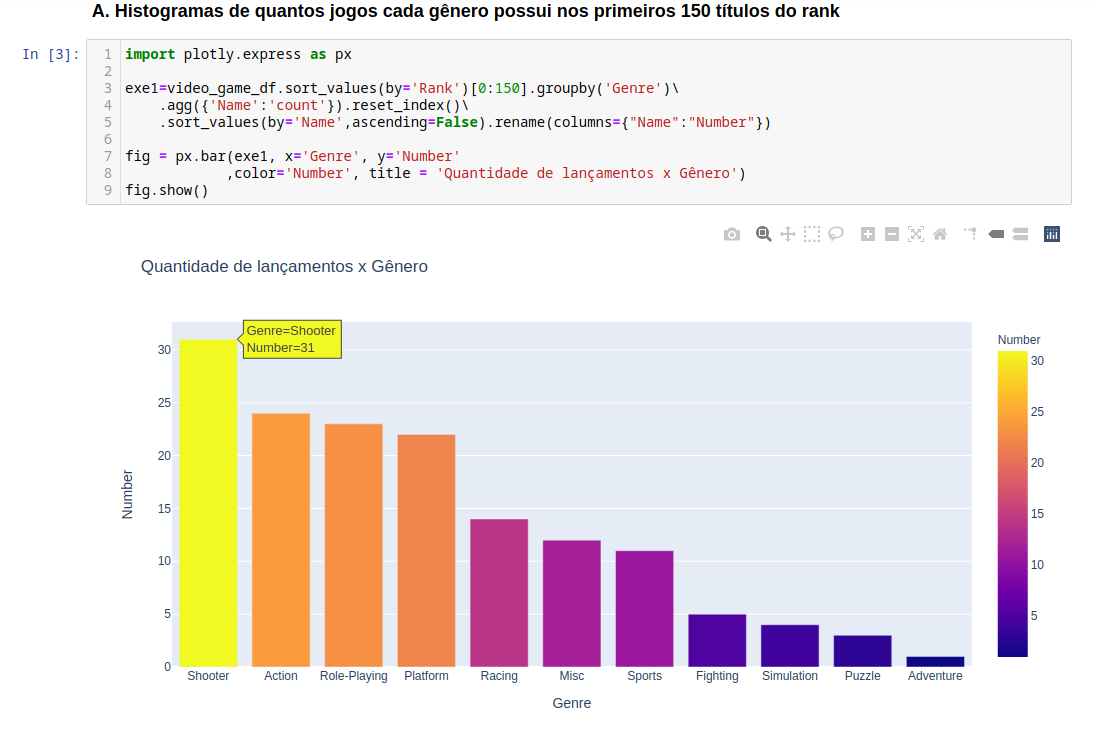 A. Histogramas de quantos jogos cada gênero possui nos primeiros 150 títulos do rank
In [3]:
1 import plotly.express as px
2
3 exe1=video_game_df.sort_values(by='Rank')[0:150].groupby('Genre')\
4     .agg({'Name':'count'}).reset_index()\
5     .sort_values(by='Name',ascending=False).rename(columns={"Name":"Number"})
6
7 fig = px.bar(exe1, x='Genre', y='Number'
8             ,color='Number', title = 'Quantidade de lançamentos x Gênero')
9 fig.show()
Quantidade de lançamentos x Gênero
Genre=Shooter
Number=31
Number
30
25
20
15
10
5
0
Shooter Action Role-Playing Platform Racing Misc Sports Fighting Simulation Puzzle Adventure
Genre
Number
30
25
20
15
10
5